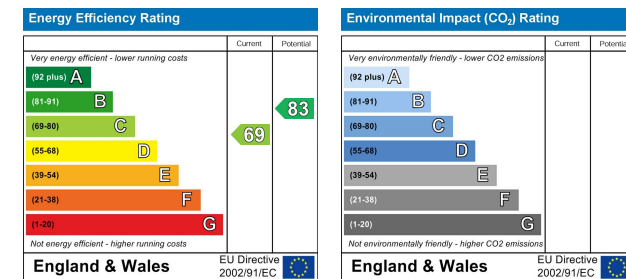 Energy Efficiency Rating
Current Potential
Very energy efficient - lower running costs
(92 plus) A
(81-91) B
83
(69-80) C
69
(55-68) D
(39-54) E
(21-38) F
(1-20) G
Not energy efficient - higher running costs
England & Wales
EU Directive
2002/91/EC
Environmental Impact (CO₂) Rating
Current Potential
Very environmentally friendly - lower CO2 emissions
(92 plus) A
(81-91) B
(69-80) C
(55-68) D
(39-54) E
(21-38) F
(1-20) G
Not environmentally friendly - higher CO2 emissions
England & Wales
EU Directive
2002/91/EC